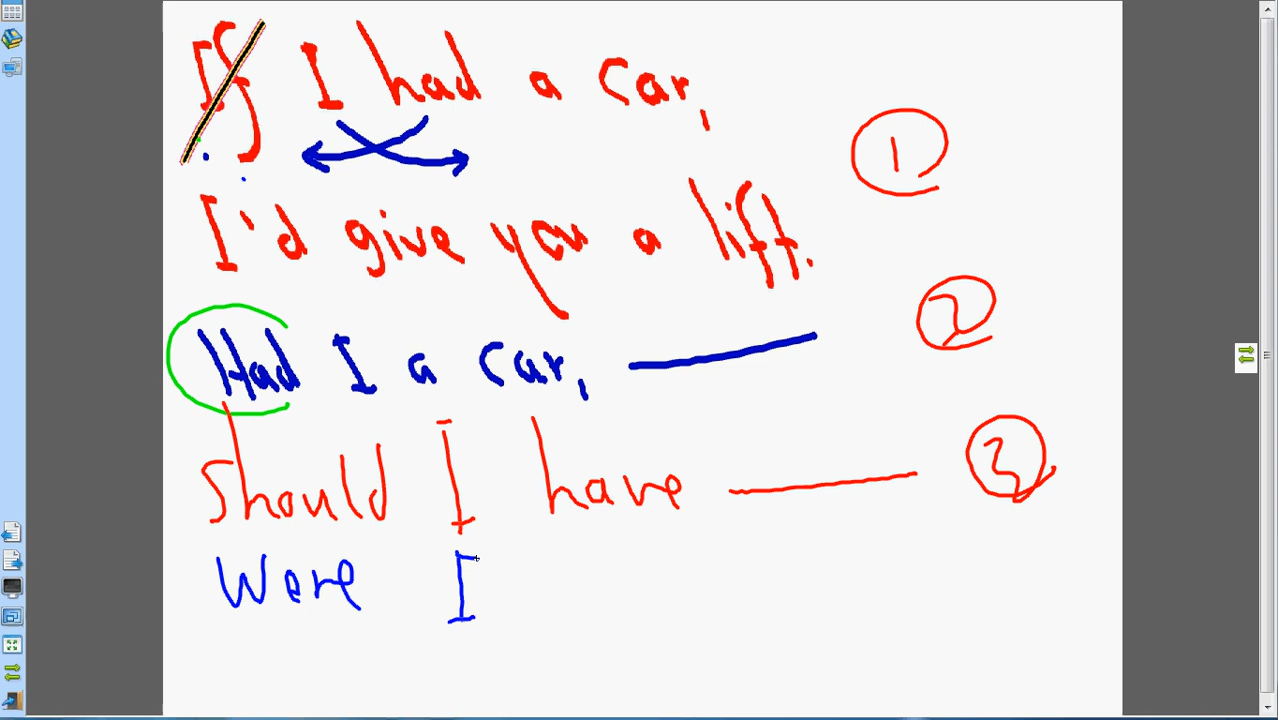 If I had a car, 1
I'd give you a lift.
Had I a car, 2
Should I have 3
Were I